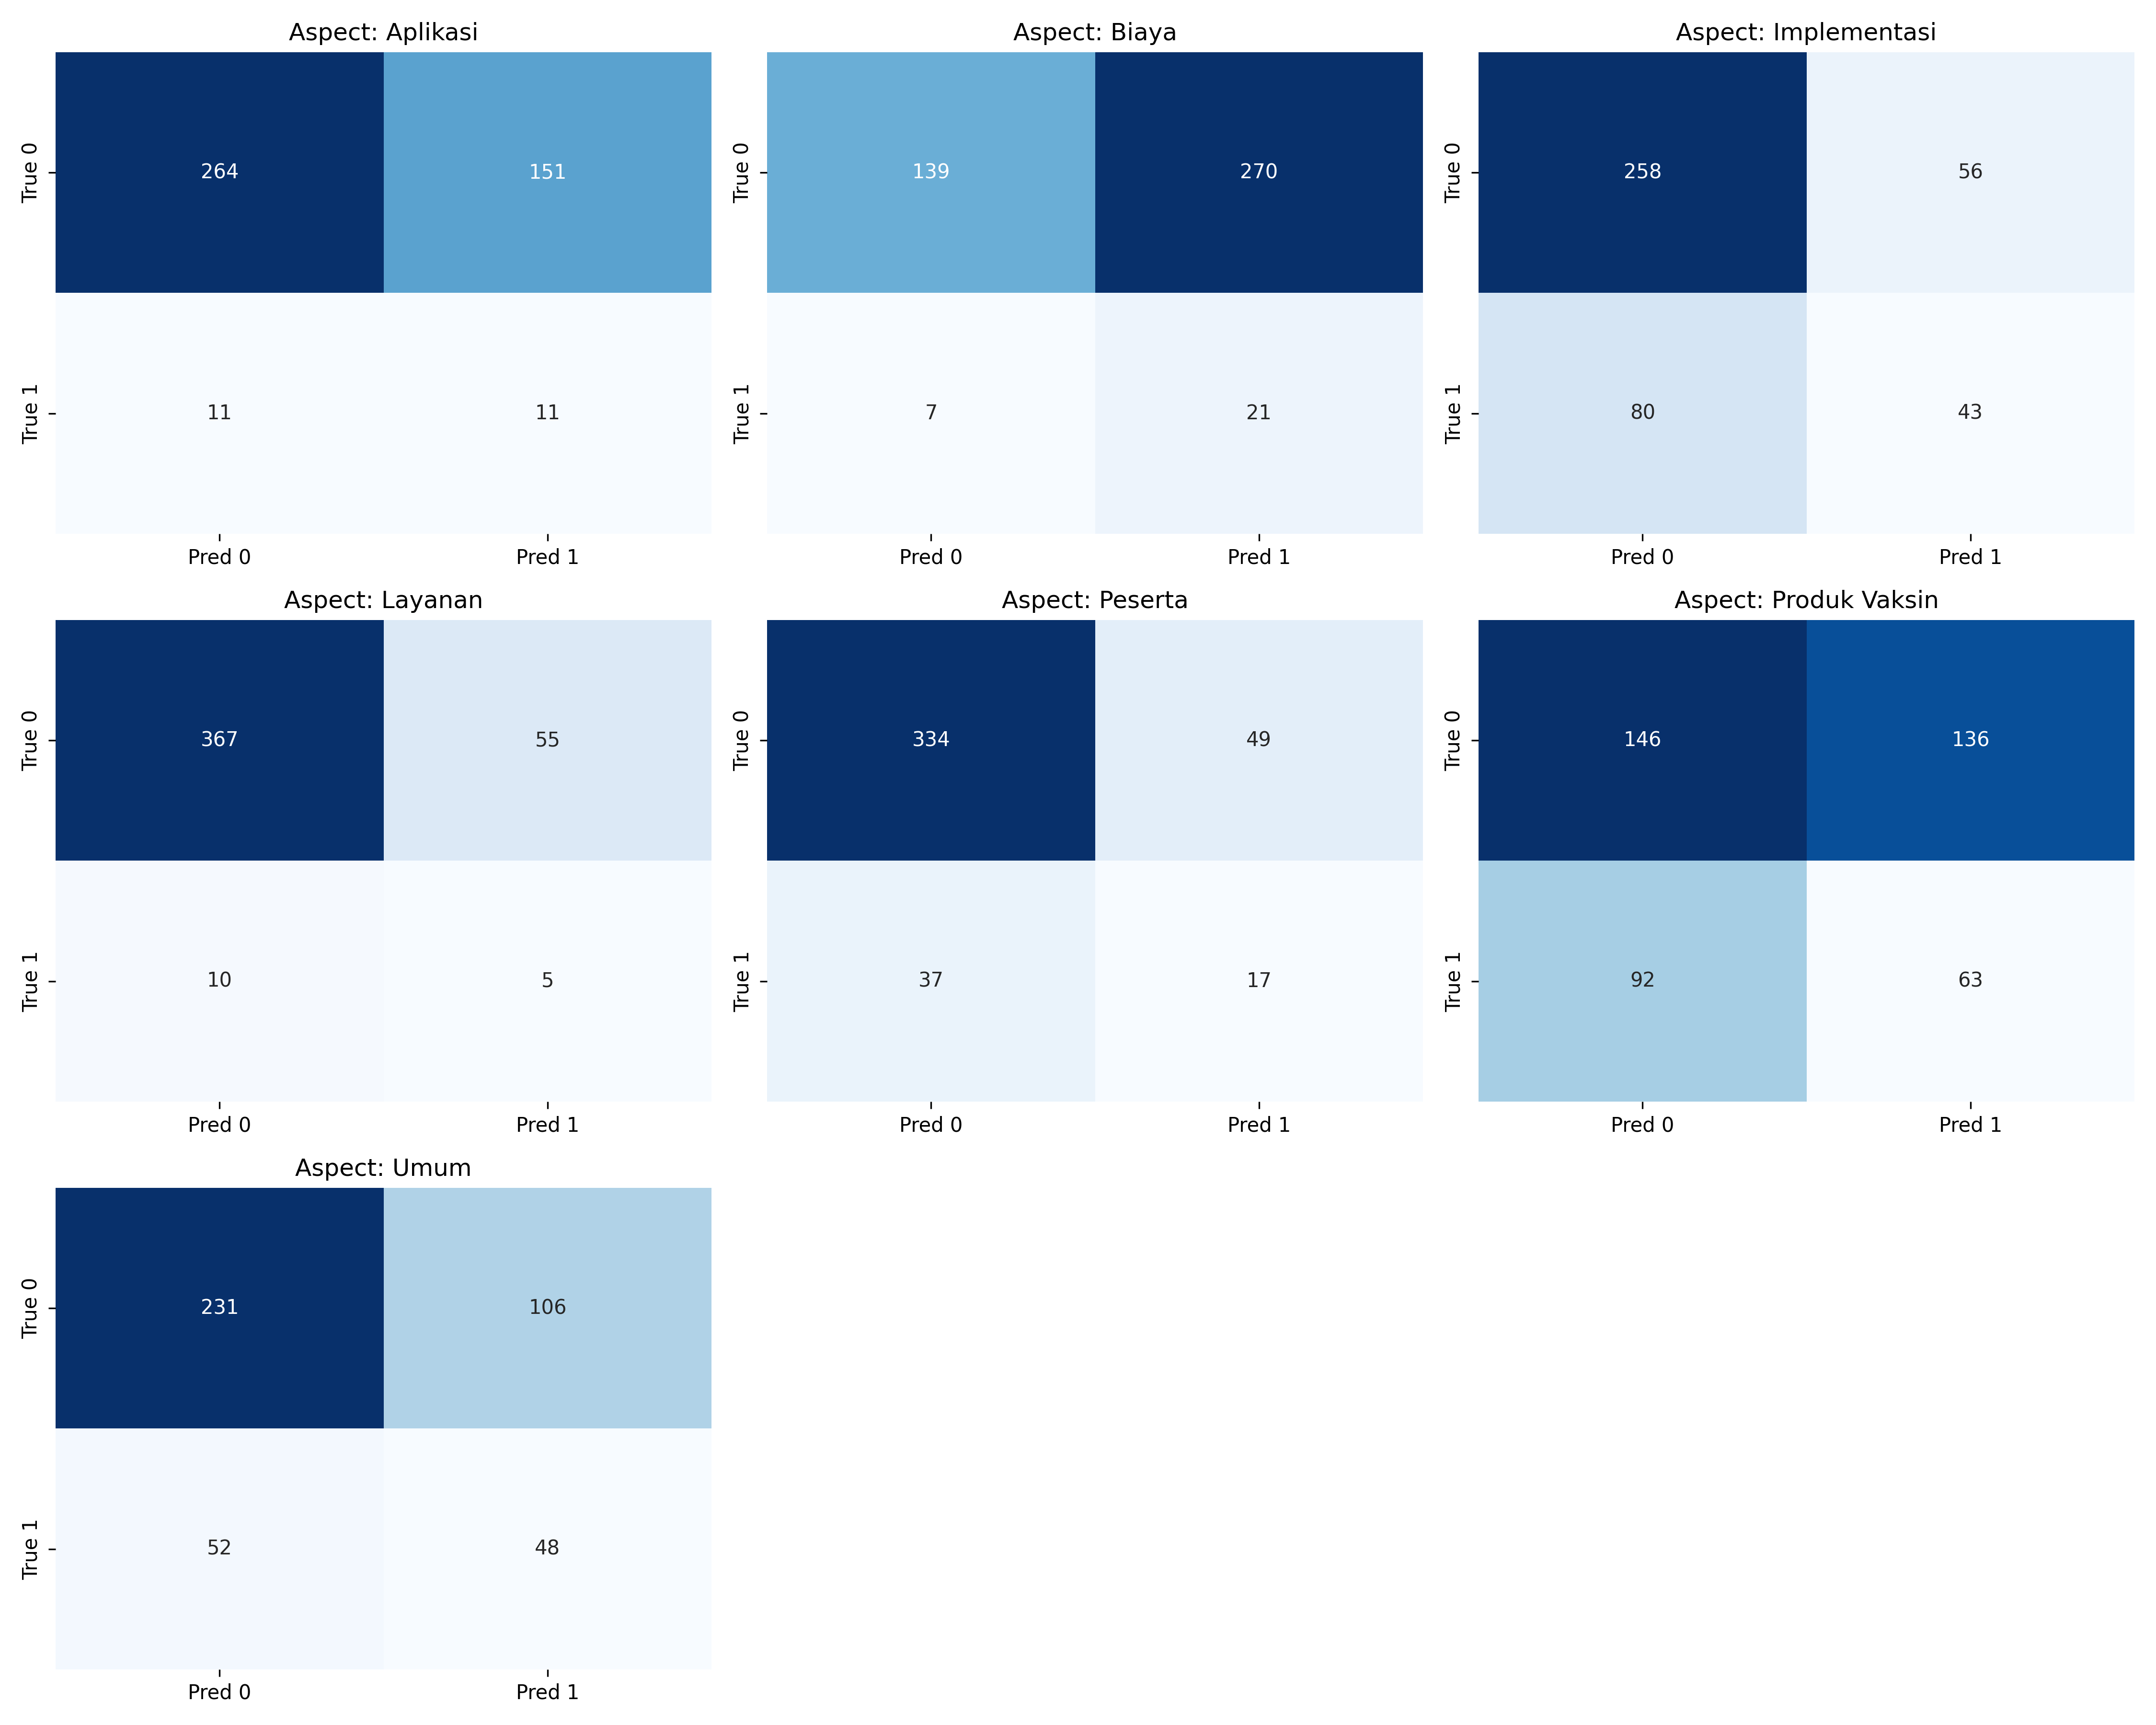 Aspect: Aplikasi
True 0
264
151
True 1
11
11
Pred 0
Pred 1
Aspect: Biaya
True 0
139
270
True 1
7
21
Pred 0
Pred 1
Aspect: Implementasi
True 0
258
56
True 1
80
43
Pred 0
Pred 1
Aspect: Layanan
True 0
367
55
True 1
10
5
Pred 0
Pred 1
Aspect: Peserta
True 0
334
49
True 1
37
17
Pred 0
Pred 1
Aspect: Produk Vaksin
True 0
146
136
True 1
92
63
Pred 0
Pred 1
Aspect: Umum
True 0
231
106
True 1
52
48
Pred 0
Pred 1